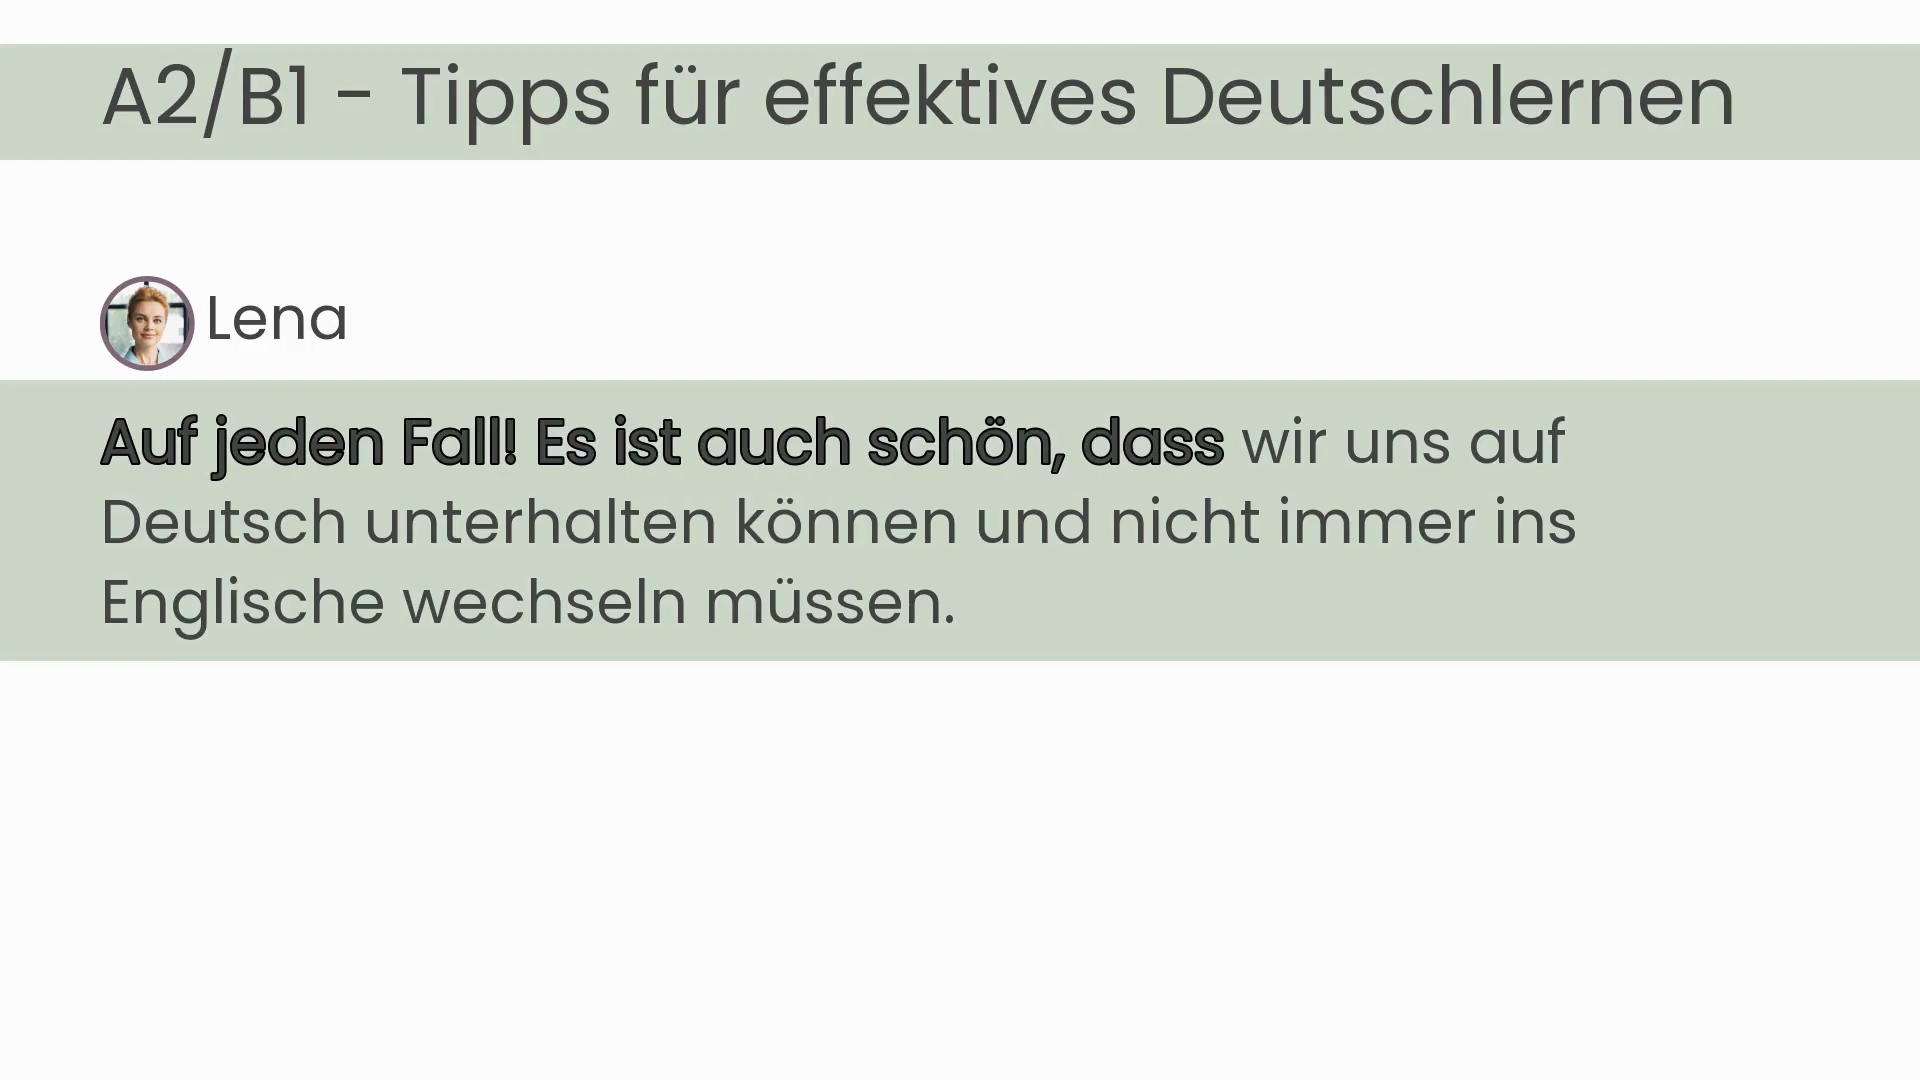 A2/B1 - Tipps für effektives Deutschlernen
Lena
Auf jeden Fall! Es ist auch schön, dass wir uns auf
Deutsch unterhalten können und nicht immer ins
Englische wechseln müssen.